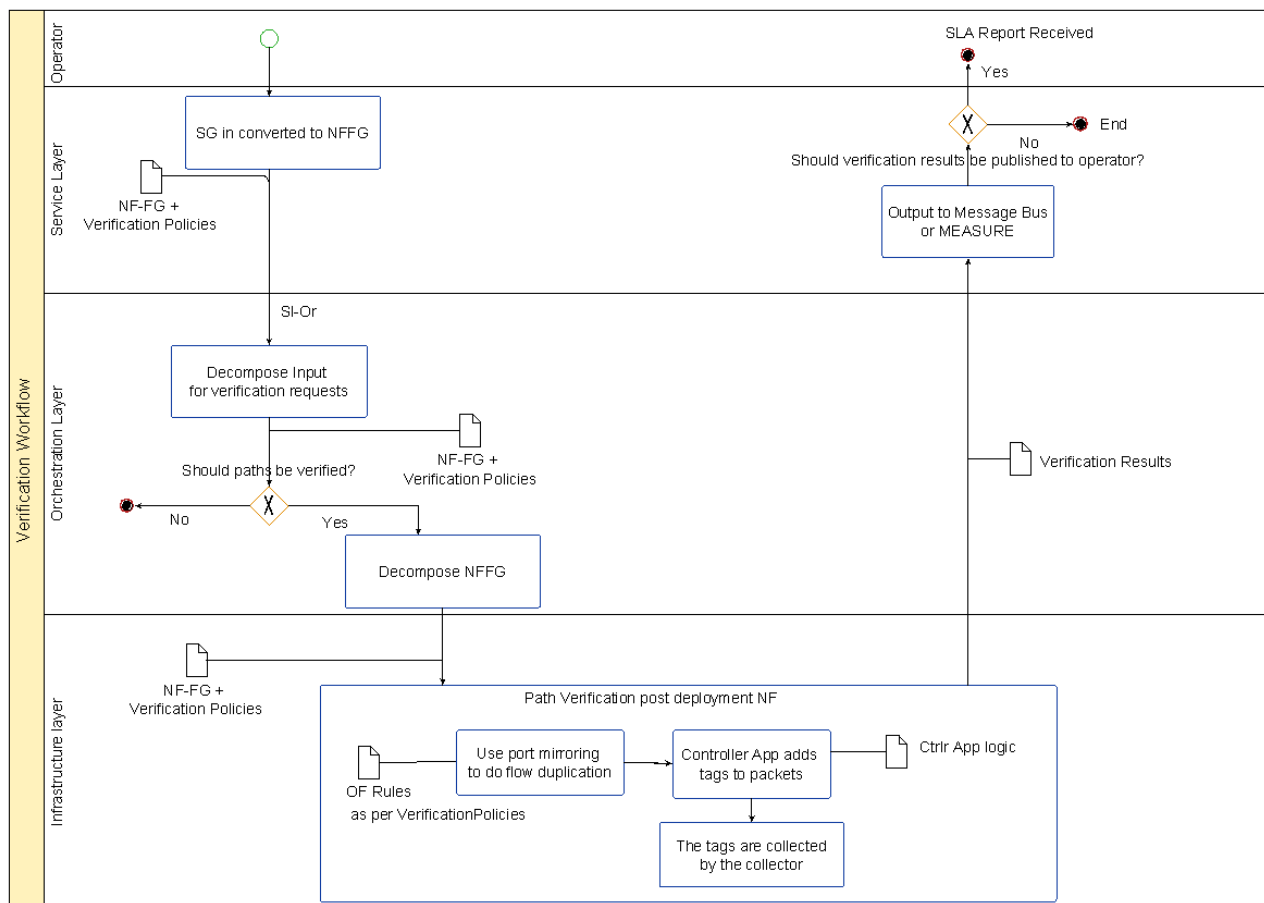 Verification Workflow
Operator
SLA Report Received
Yes
Service Layer
SG in converted to NFFG
X
End
No
Should verification results be published to operator?
NF-FG +
Verification Policies
Output to Message Bus
or MEASURE
Orchestration Layer
SI-Or
Decompose Input
for verification requests
NF-FG +
Verification Policies
Should paths be verified?
Verification Results
X
No
Yes
Decompose NFFG
Infrastructure layer
NF-FG +
Verification Policies
Path Verification post deployment NF
Use port mirroring
to do flow duplication
Controller App adds
tags to packets
Ctrlr App logic
OF Rules
as per VerificationPolicies
The tags are collected
by the collector